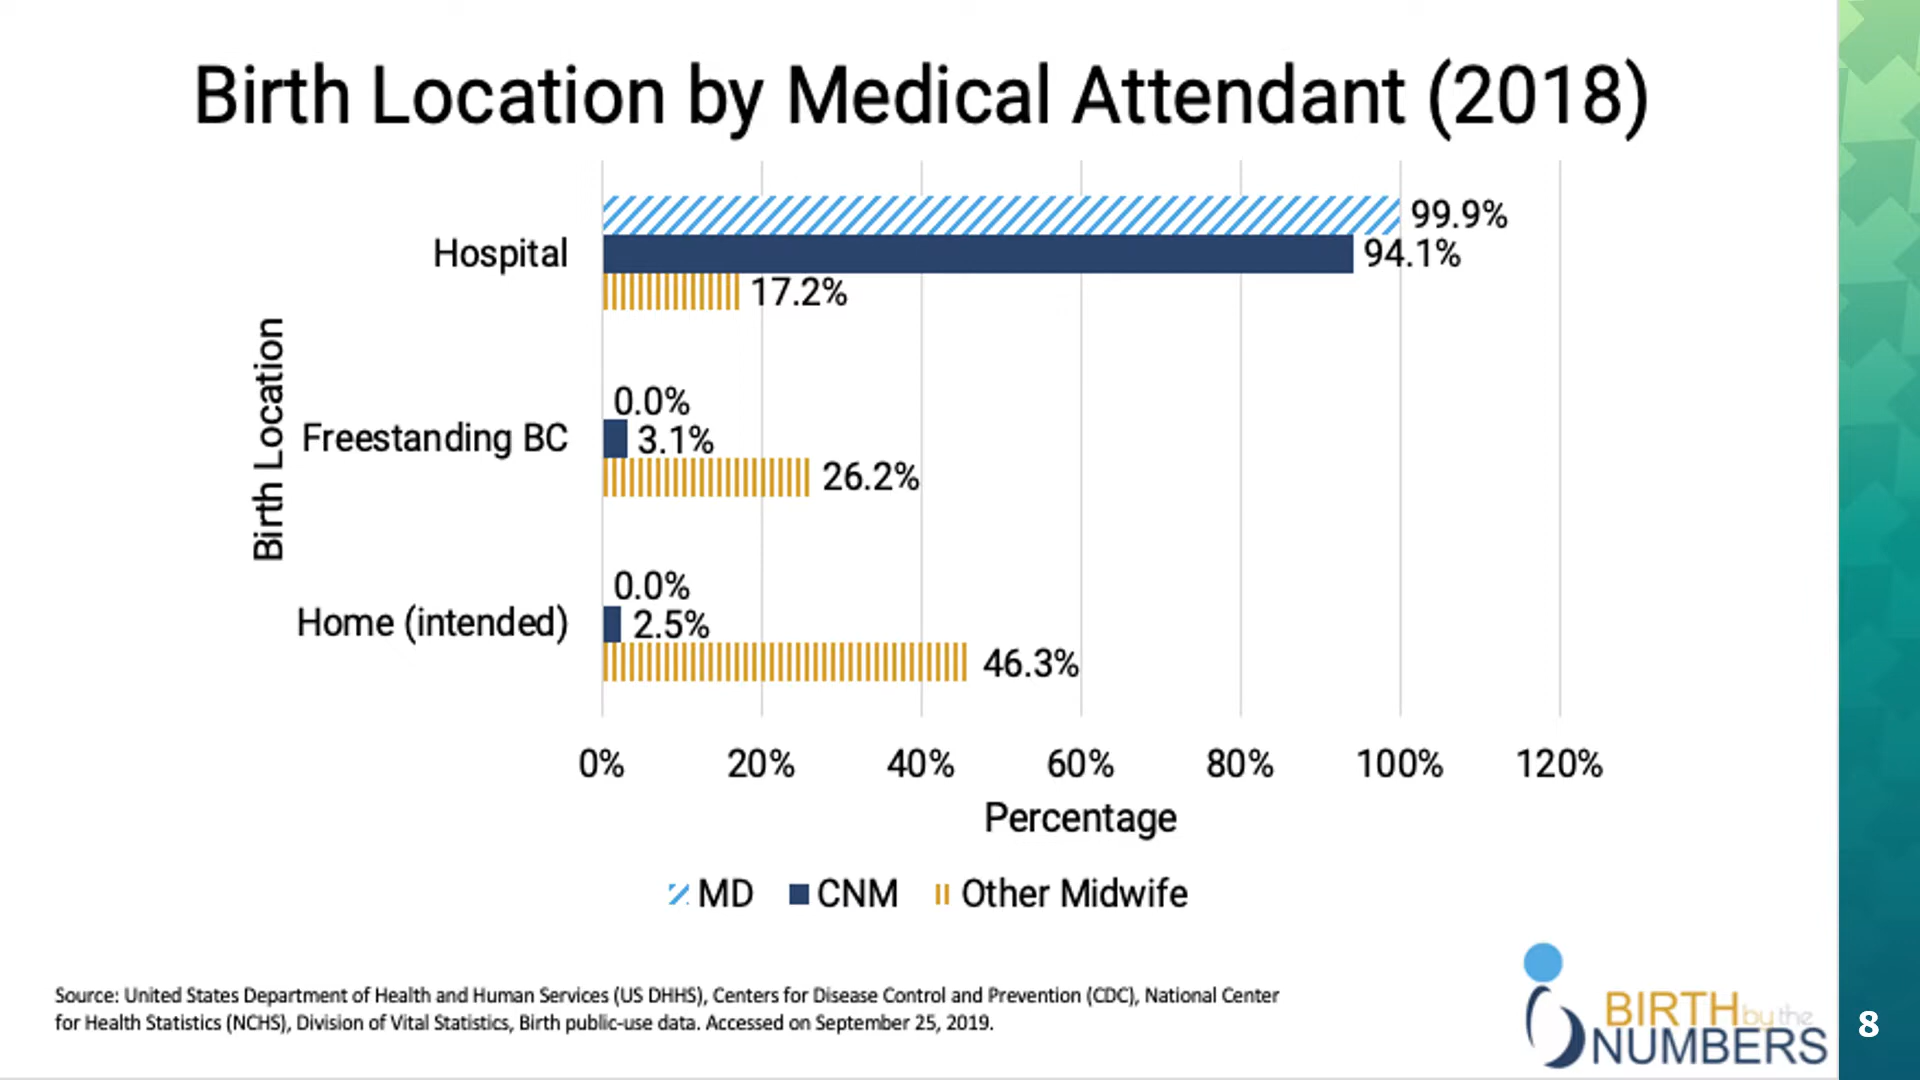 Birth Location by Medical Attendant (2018)
Birth Location
Hospital
99.9%
94.1%
17.2%
Freestanding BC
0.0%
3.1%
26.2%
Home (intended)
0.0%
2.5%
46.3%
0% 20% 40% 60% 80% 100% 120%
Percentage
MD CNM Other Midwife
Source: United States Department of Health and Human Services (US DHHS), Centers for Disease Control and Prevention (CDC), National Center
for Health Statistics (NCHS), Division of Vital Statistics, Birth public-use data. Accessed on September 25, 2019.
BIRTH by the
NUMBERS
8